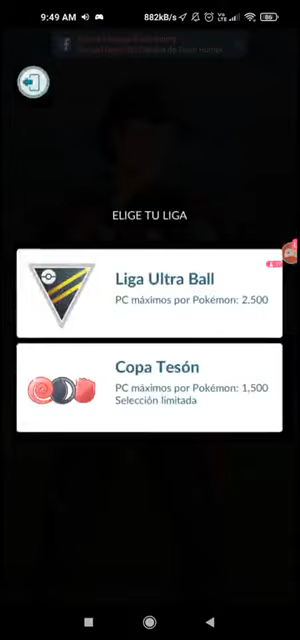 9:49 AM
882kB/s
86
ELIGE TU LIGA
Liga Ultra Ball
PC máximos por Pokémon: 2.500
Copa Tesón
PC máximos por Pokémon: 1,500
Selección limitada